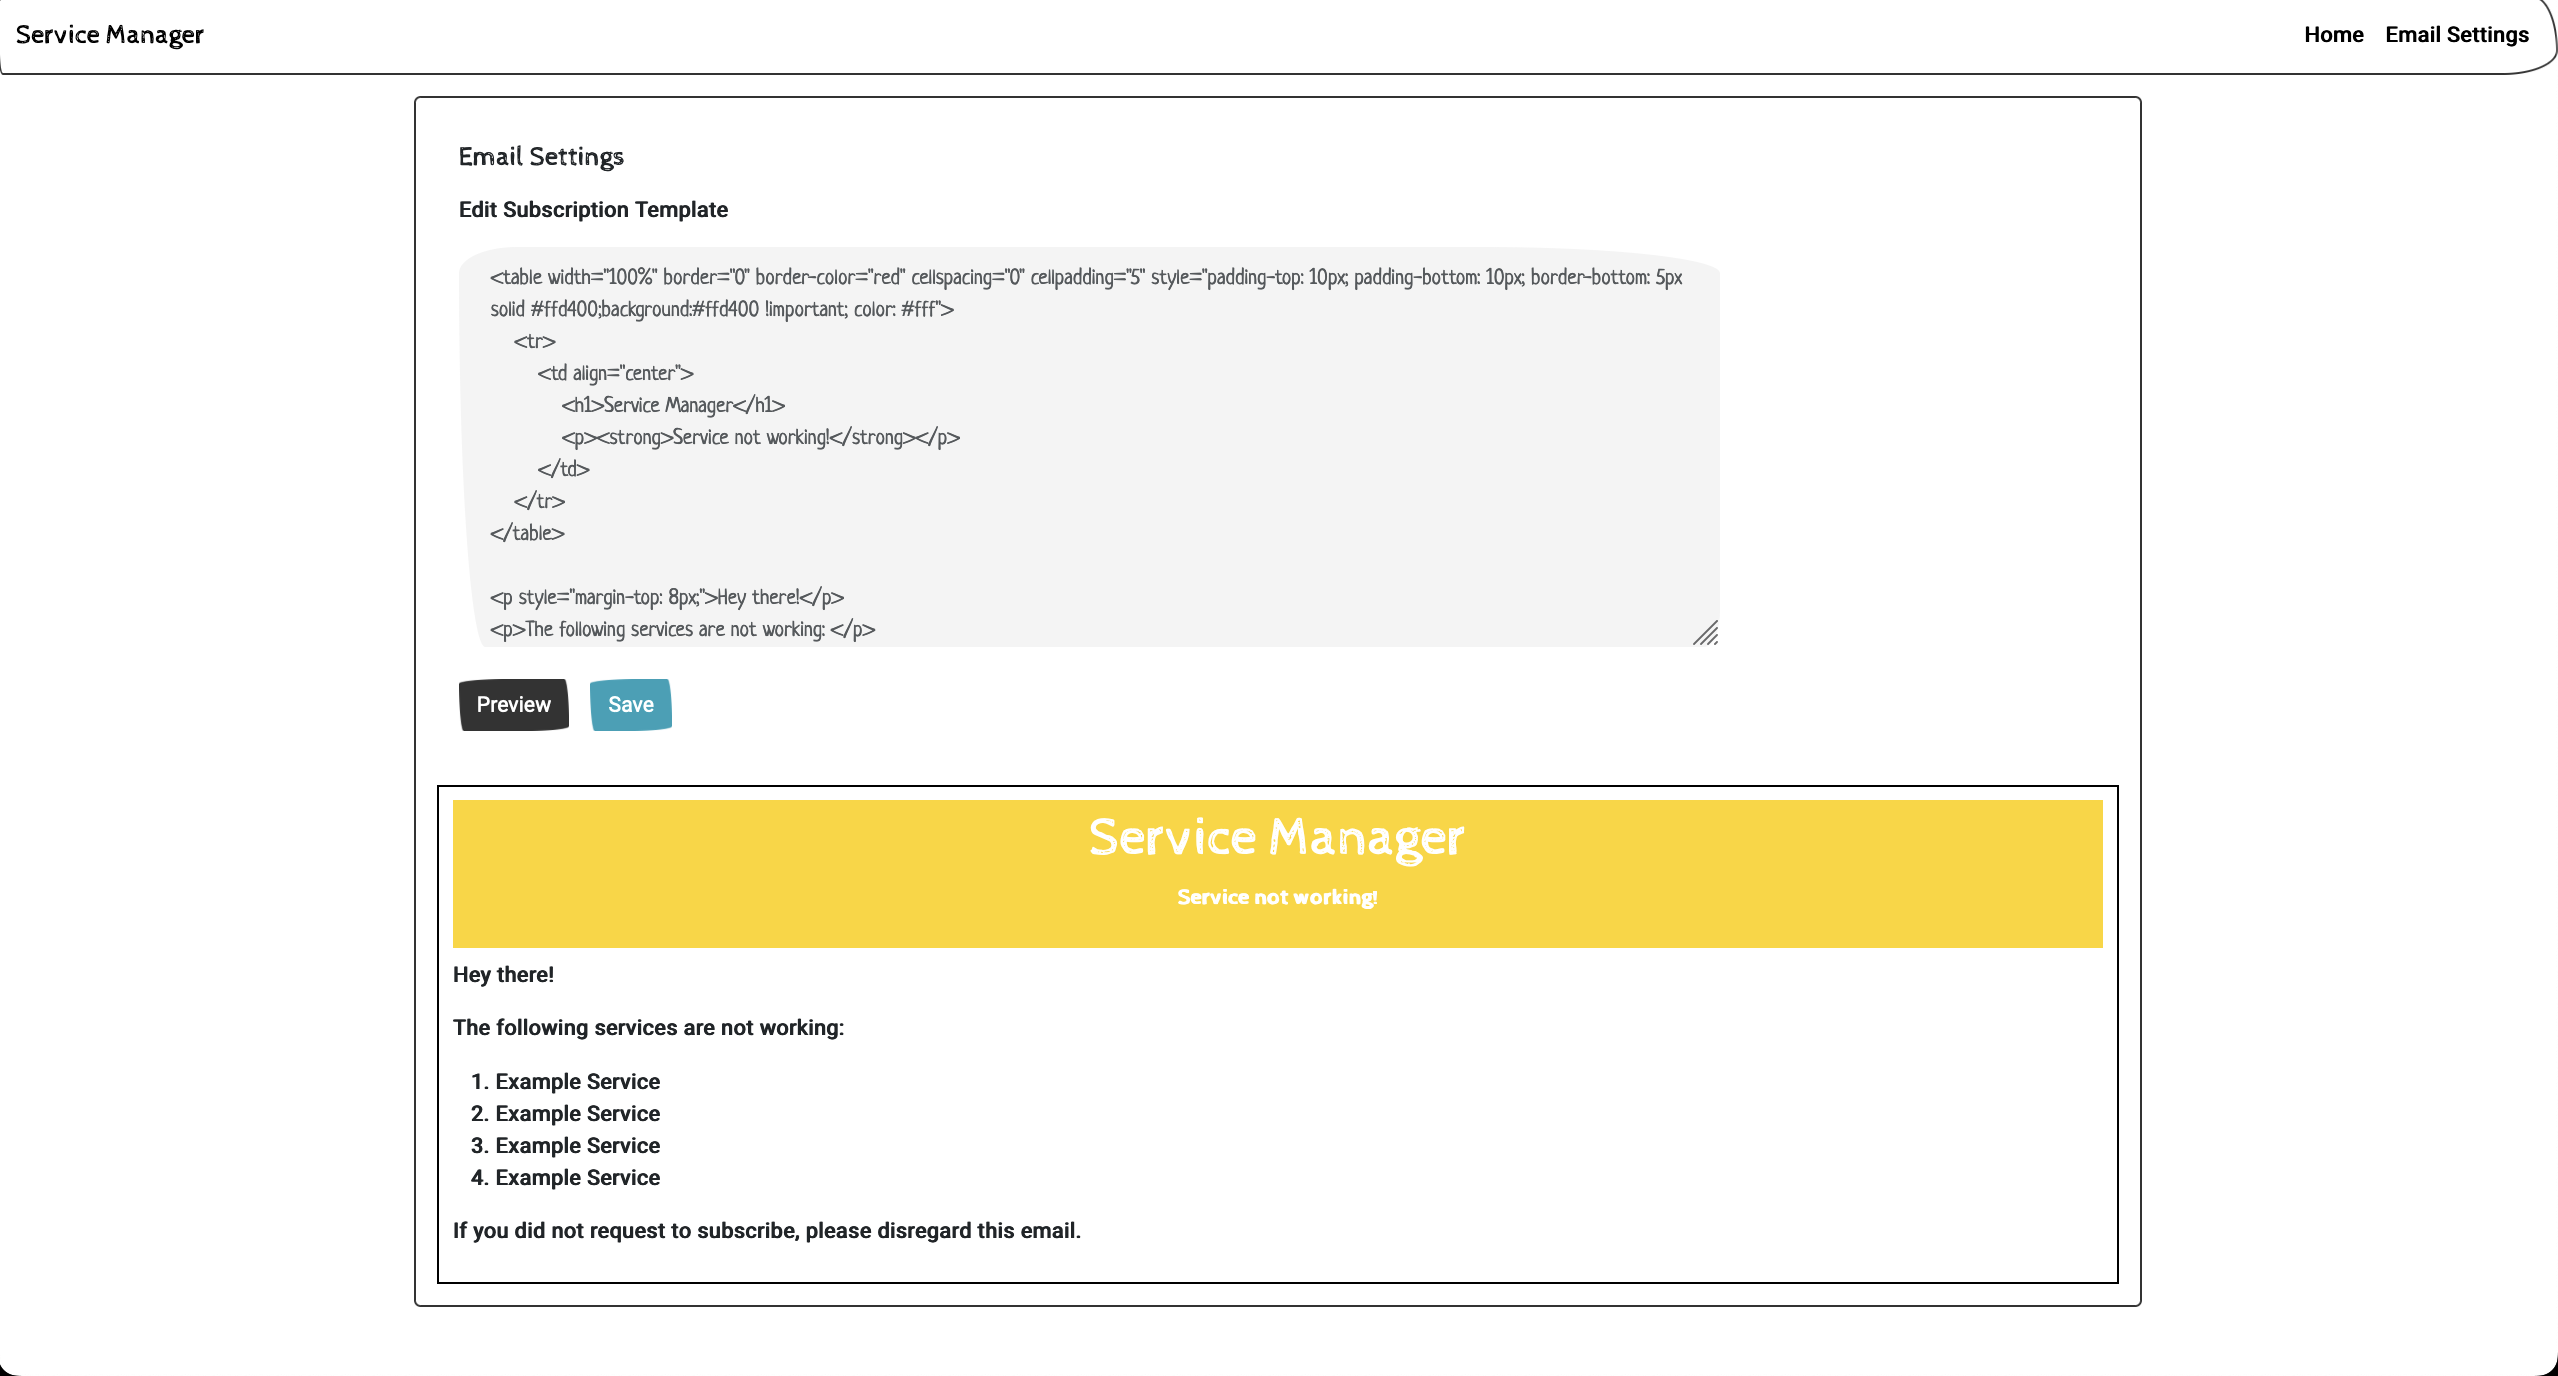 Service Manager
Home Email Settings
Email Settings
Edit Subscription Template
<table width="100%" border="0" border-color="red" cellspacing="0" cellpadding="5" style="padding-top: 10px; padding-bottom: 10px; border-bottom: 5px
solid #ffd400;background:#ffd400 !important; color: #fff">
<tr>
<td align="center">
<h1>Service Manager</h1>
<p><strong>Service not working!</strong></p>
</td>
</tr>
</table>
<p style="margin-top: 8px;">Hey there!</p>
<p>The following services are not working: </p>
Preview Save
Service Manager
Service not working!
Hey there!
The following services are not working:
1. Example Service
2. Example Service
3. Example Service
4. Example Service
If you did not request to subscribe, please disregard this email.